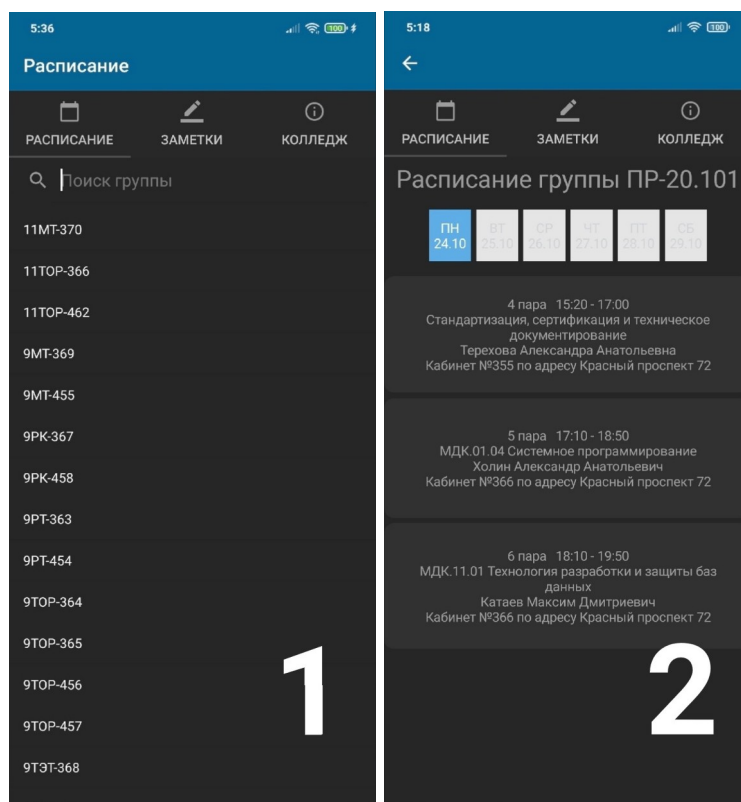 5:36
100
Расписание
РАСПИСАНИЕ ЗАМЕТКИ КОЛЛЕДЖ
Поиск группы
11МТ-370
11ТОР-366
11ТОР-462
9МТ-369
9МТ-455
9РК-367
9РК-458
9РТ-363
9РТ-454
9ТОР-364
9ТОР-365
9ТОР-456
9ТОР-457
9ТЭТ-368
1
5:18
100
РАСПИСАНИЕ ЗАМЕТКИ КОЛЛЕДЖ
Расписание группы ПР-20.101
ПН ВТ СР ЧТ ПТ СБ
24.10 25.10 26.10 27.10 28.10 29.10
4 пара 15:20 - 17:00
Стандартизация, сертификация и техническое
документирование
Терехова Александра Анатольевна
Кабинет №355 по адресу Красный проспект 72
5 пара 17:10 - 18:50
МДК.01.04 Системное программирование
Холин Александр Анатольевич
Кабинет №366 по адресу Красный проспект 72
6 пара 18:10 - 19:50
МДК.11.01 Технология разработки и защиты баз
данных
Катаев Максим Дмитриевич
Кабинет №366 по адресу Красный проспект 72
2